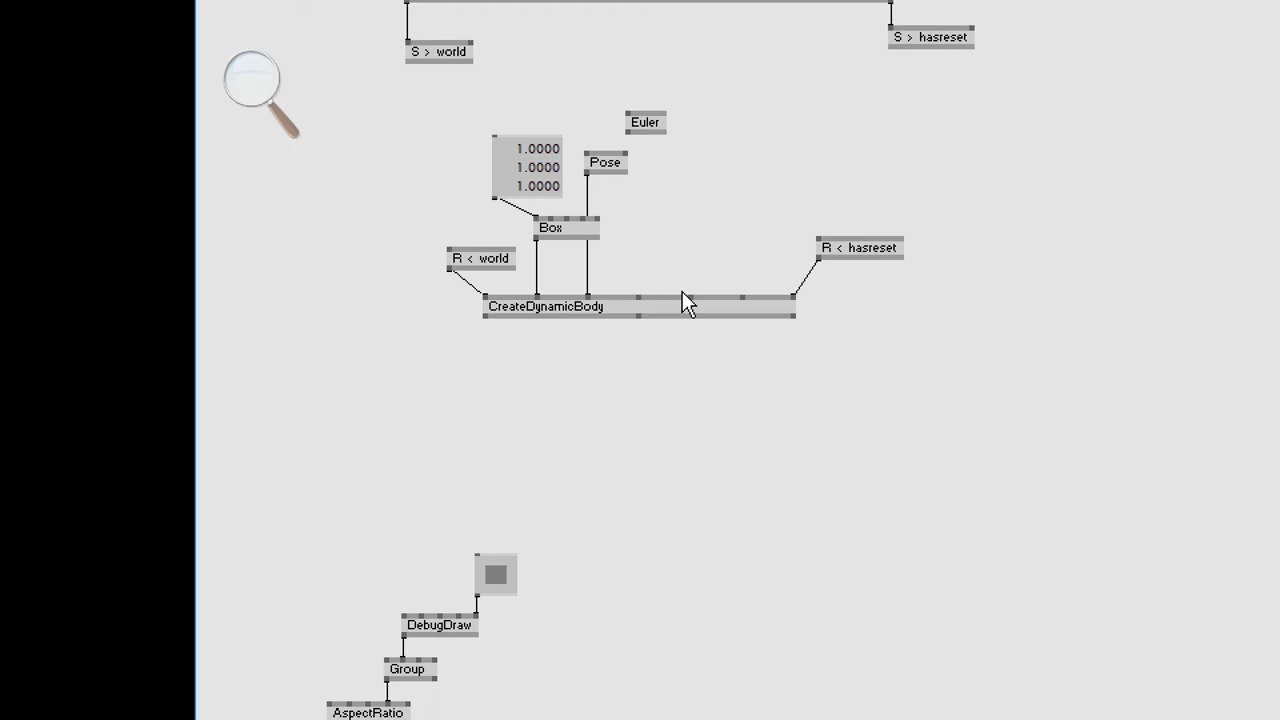 S > world
S > hasreset
Euler
1.0000
1.0000
1.0000
Pose
Box
R < world
R < hasreset
CreateDynamicBody
DebugDraw
Group
AspectRatio